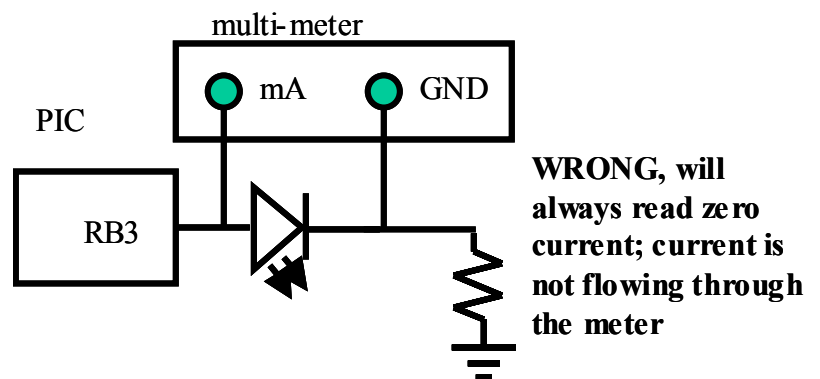 multi-meter
mA
GND
PIC
RB3
WRONG, will
always read zero
current; current is
not flowing through
the meter